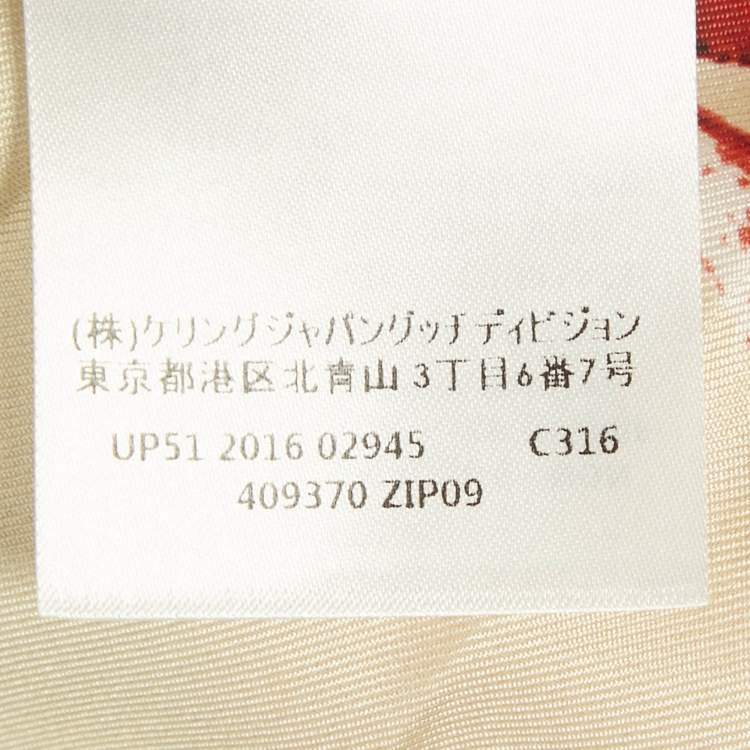 (株)ケリングジャパングッチディビジョン
東京都港区北青山3丁目6番7号
UP51 2016 02945 C316
409370 ZIP09